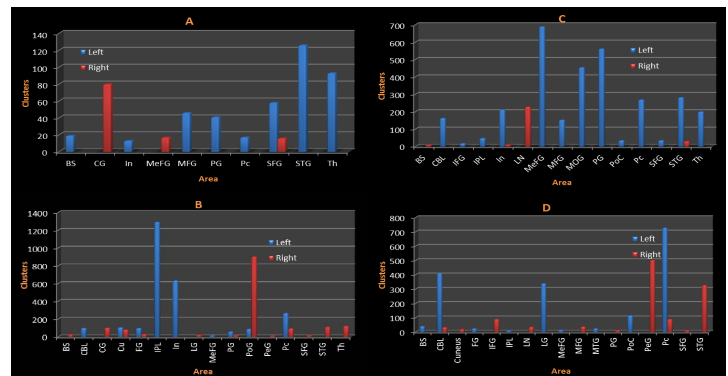 A
140
120
100
80
60
40
20
0
Clusters
Left
Right
BS CG In MeFG MFG PG Pc SFG STG Th
Area
C
700
600
500
400
300
200
100
0
Clusters
Left
Right
BS CBL IFG IPL In LN MeFG MFG MOG PG PoC Pc SFG STG Th
Area
B
1400
1200
1000
800
600
400
200
0
Clusters
Left
Right
BS CBL CG Cu FG IPL In LG MeFG PG PoG PeG Pc SFG STG Th
Area
D
800
700
600
500
400
300
200
100
0
Clusters
Left
Right
BS CBL Cuneus FG IFG IPL LN LG MeFG MFG MTG PG PoC PeG Pc SFG STG
Area